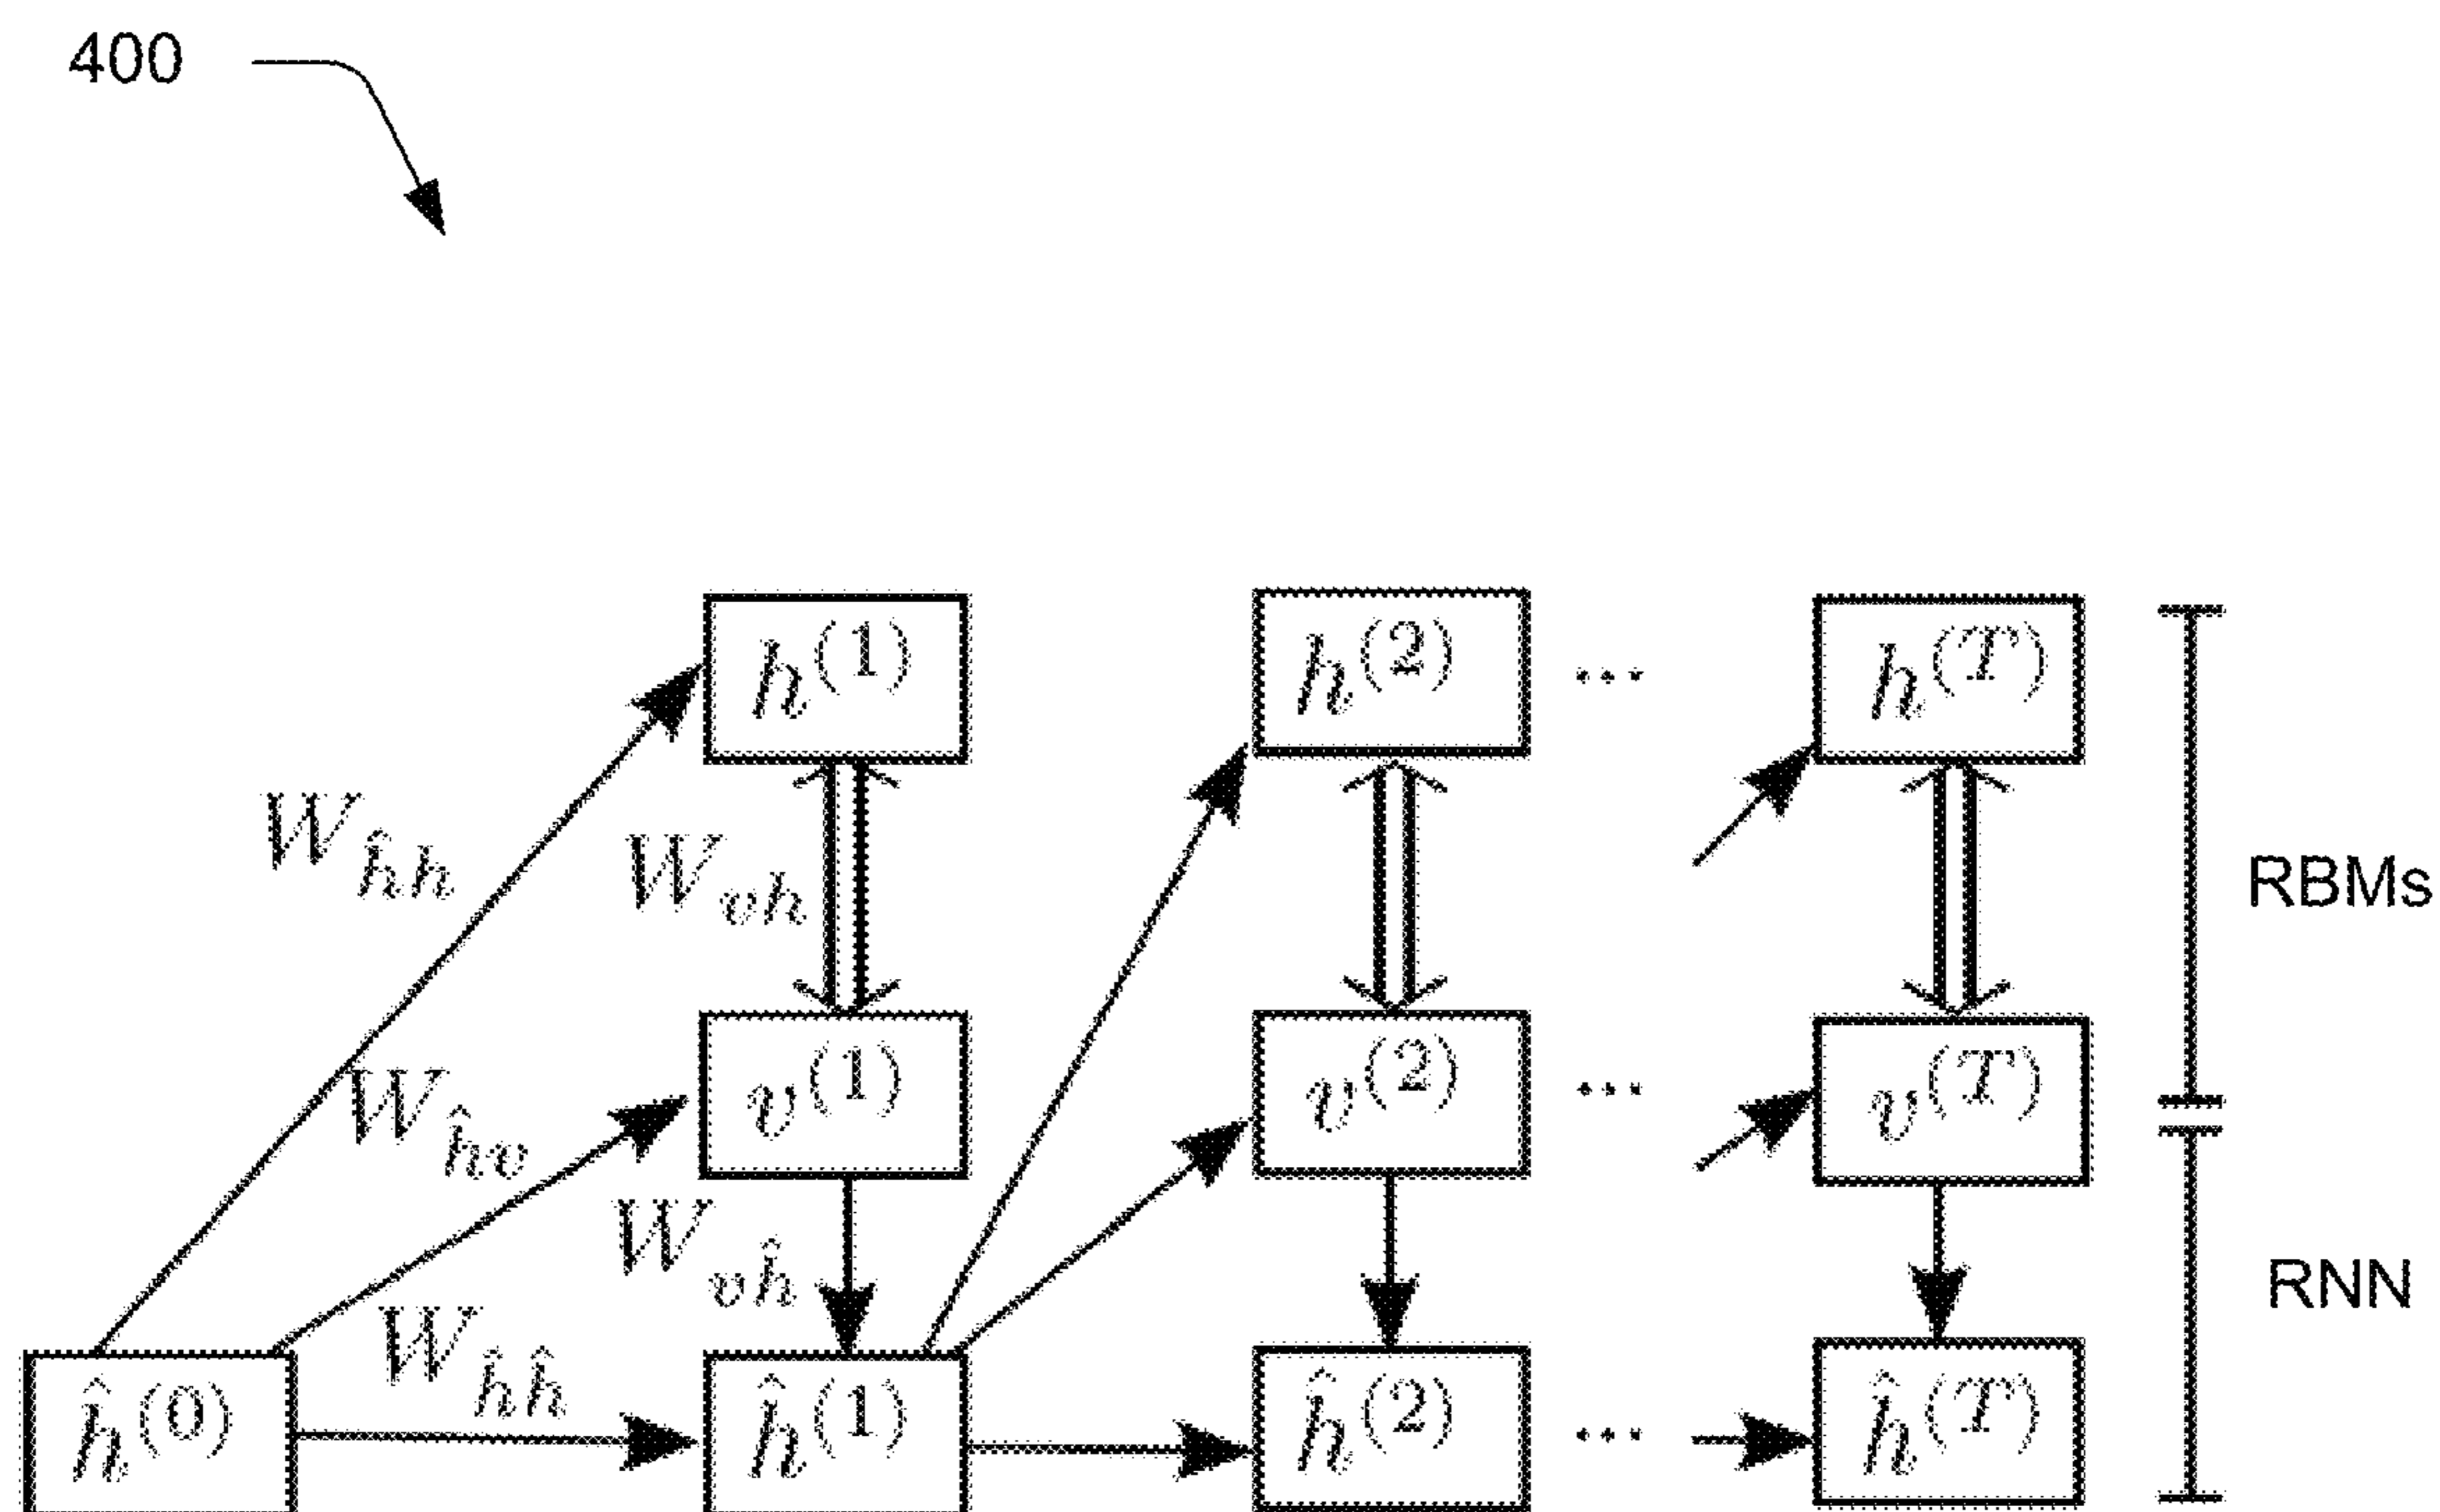 400
h^(1) h^(2) ... h^(T)
W_ĥh W_vh
RBMs
v^(1) v^(2) ... v^(T)
W_ĥv
W_vĥ
RNN
W_ĥĥ
ĥ^(0) ĥ^(1) ĥ^(2) ... ĥ^(T)